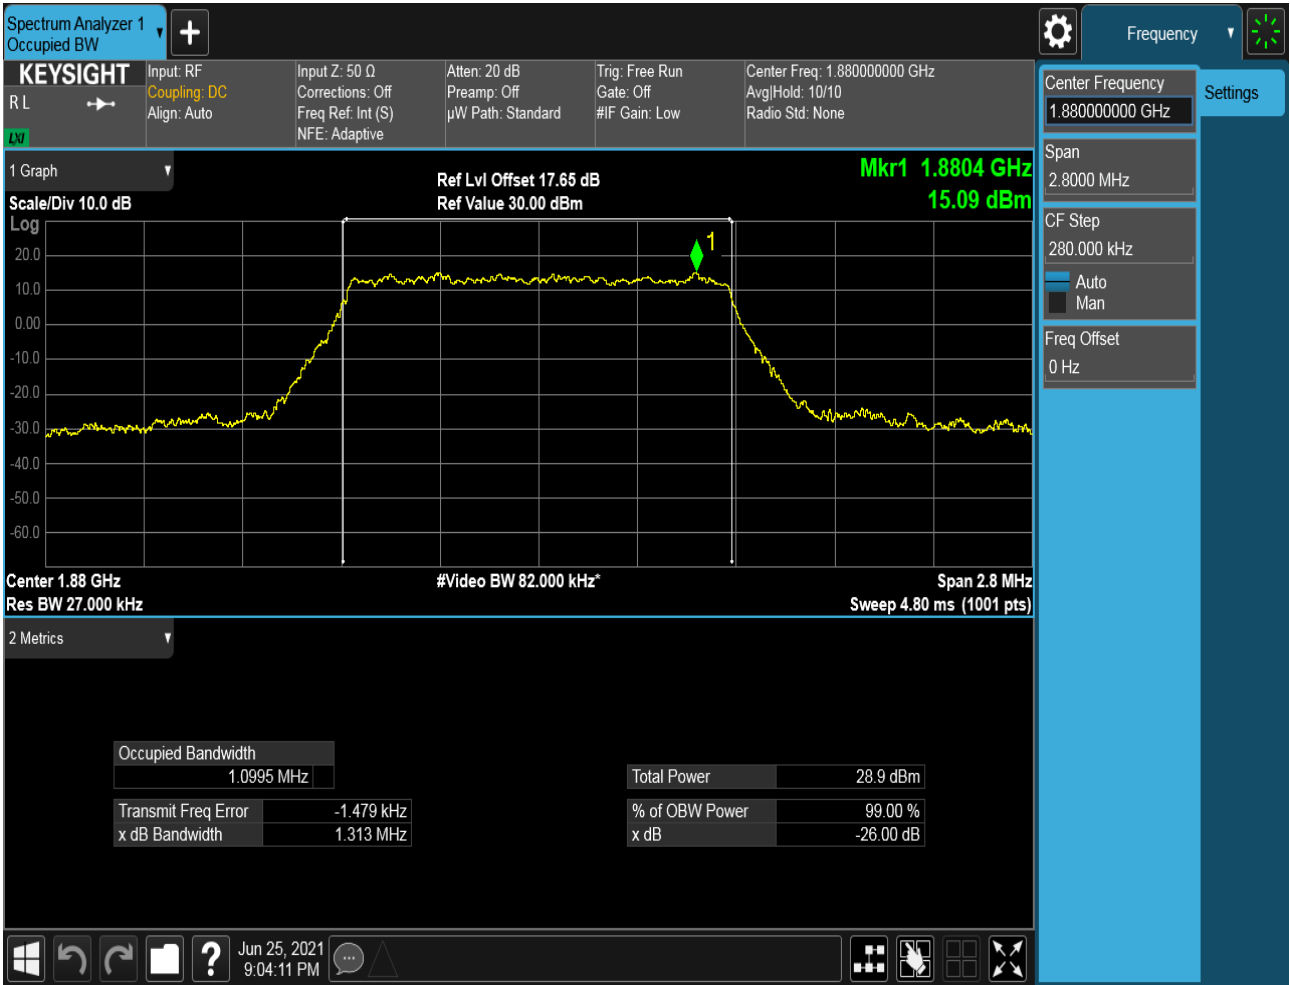 Spectrum Analyzer 1
Occupied BW
Frequency
KEYSIGHT
R L
LXI
Input: RF
Coupling: DC
Align: Auto
Input Z: 50 Ω
Corrections: Off
Freq Ref: Int (S)
NFE: Adaptive
Atten: 20 dB
Preamp: Off
µW Path: Standard
Trig: Free Run
Gate: Off
#IF Gain: Low
Center Freq: 1.880000000 GHz
Avg|Hold: 10/10
Radio Std: None
Center Frequency
1.880000000 GHz
Settings
Span
2.8000 MHz
CF Step
280.000 kHz
Auto
Man
Freq Offset
0 Hz
1 Graph
Scale/Div 10.0 dB
Ref Lvl Offset 17.65 dB
Ref Value 30.00 dBm
Mkr1 1.8804 GHz
15.09 dBm
Log
1
20.0
10.0
0.00
-10.0
-20.0
-30.0
-40.0
-50.0
-60.0
Center 1.88 GHz
Res BW 27.000 kHz
#Video BW 82.000 kHz*
Span 2.8 MHz
Sweep 4.80 ms (1001 pts)
2 Metrics
Occupied Bandwidth
1.0995 MHz
Total Power 28.9 dBm
Transmit Freq Error -1.479 kHz
% of OBW Power 99.00 %
x dB Bandwidth 1.313 MHz
x dB -26.00 dB
?
Jun 25, 2021
9:04:11 PM